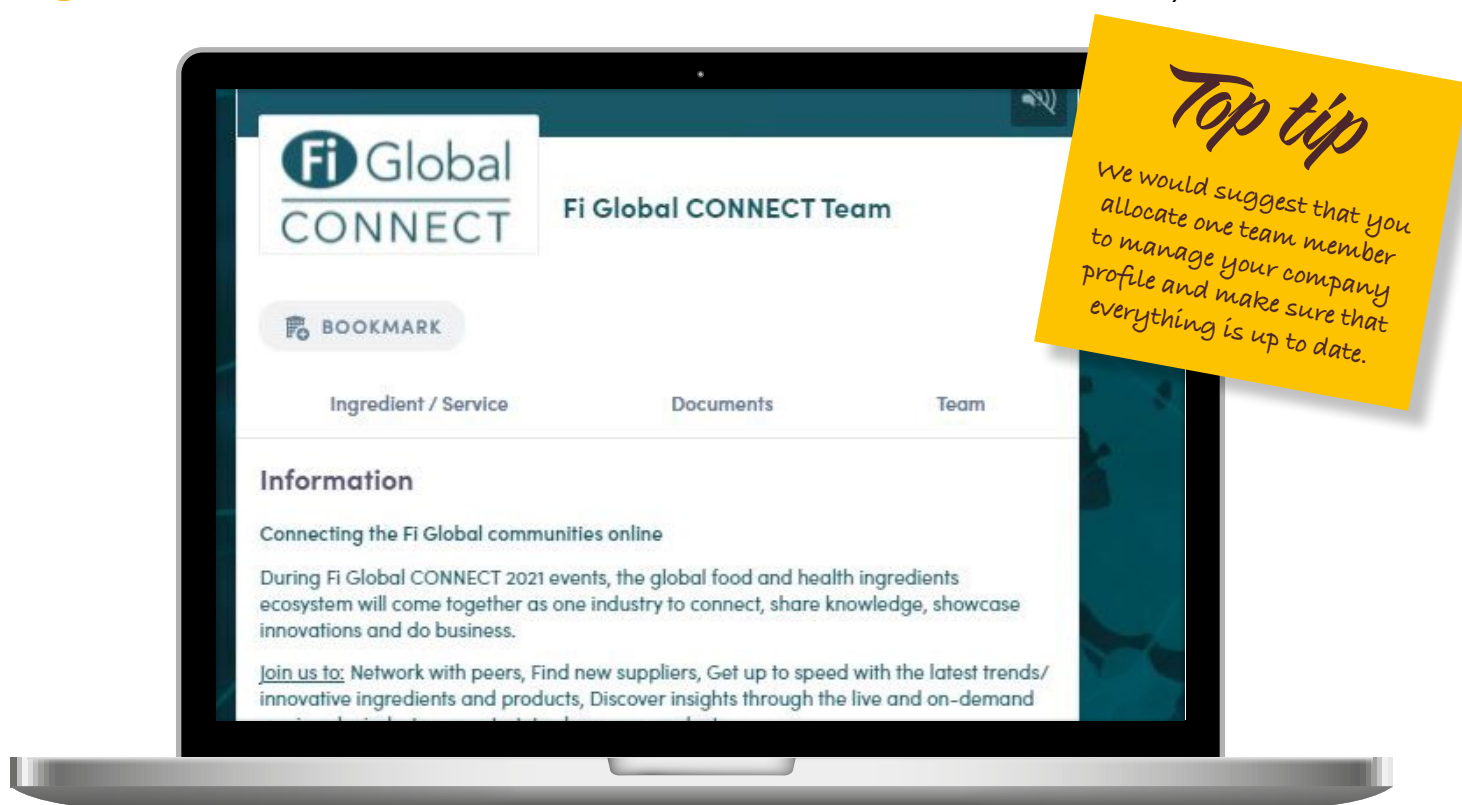 Fi Global
CONNECT
Fi Global CONNECT Team
BOOKMARK
Ingredient / Service Documents Team
Information
Connecting the Fi Global communities online
During Fi Global CONNECT 2021 events, the global food and health ingredients
ecosystem will come together as one industry to connect, share knowledge, showcase
innovations and do business.
Join us to: Network with peers, Find new suppliers, Get up to speed with the latest trends/
innovative ingredients and products, Discover insights through the live and on-demand
Top tip
We would suggest that you
allocate one team member
to manage your company
profile and make sure that
everything is up to date.